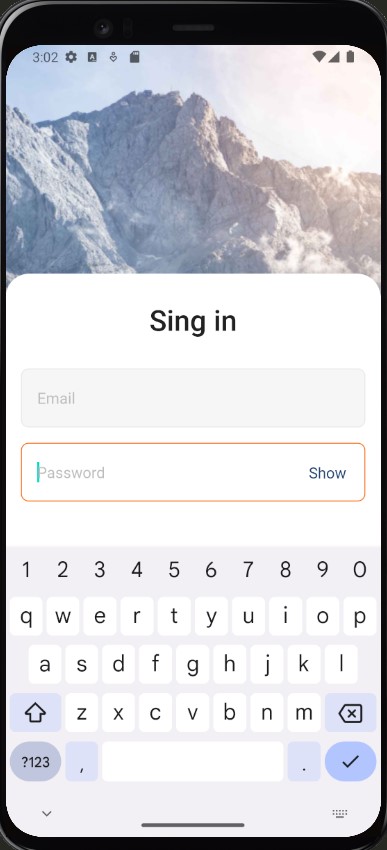 3:02
Sing in
Email
Password Show
1 2 3 4 5 6 7 8 9 0
q w e r t y u i o p
a s d f g h j k l
z x c v b n m
?123 , .